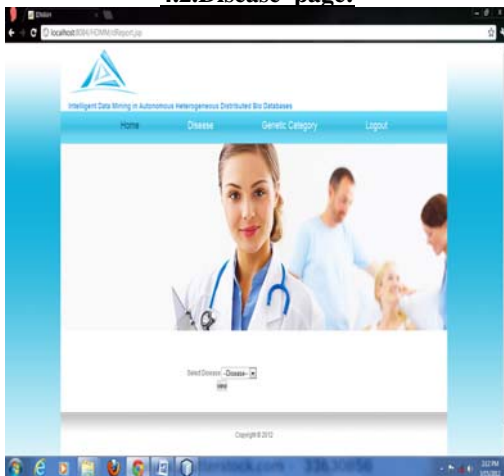 4.2.Disease page.
localhost:8084/
Intelligent Data Mining in Autonomous Heterogeneous Distributed Bio Databases
Home Disease Genetic Category Logout
Select Disease: --Disease--
Copyright © 2012